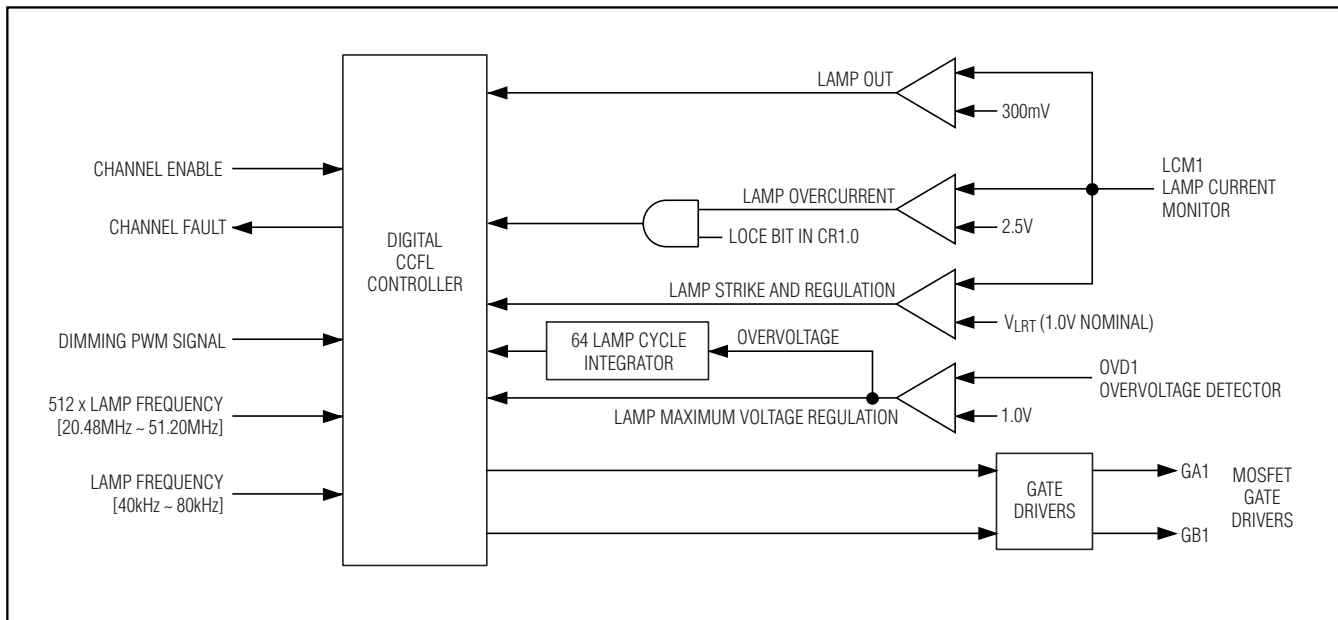 LAMP OUT
300mV
CHANNEL ENABLE
LCM1
LAMP CURRENT
MONITOR
LAMP OVERCURRENT
CHANNEL FAULT
2.5V
LOCE BIT IN CR1.0
DIGITAL
CCFL
CONTROLLER
LAMP STRIKE AND REGULATION
VLRT (1.0V NOMINAL)
DIMMING PWM SIGNAL
64 LAMP CYCLE
INTEGRATOR
OVERVOLTAGE
OVD1
OVERVOLTAGE DETECTOR
LAMP MAXIMUM VOLTAGE REGULATION
1.0V
512 x LAMP FREQUENCY
[20.48MHz ~ 51.20MHz]
LAMP FREQUENCY
[40kHz ~ 80kHz]
GATE
DRIVERS
GA1
GB1
MOSFET
GATE
DRIVERS